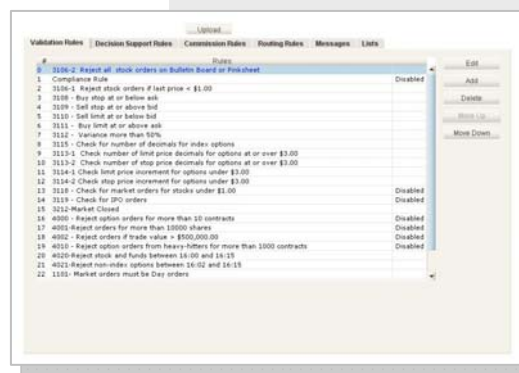 Upload
Validation Rules Decision Support Rules Commission Rules Routing Rules Messages Lists
# Rules
0 3106-2 Reject all stock orders on Bulletin Board or Pinksheet
1 Compliance Rule Disabled
2 3106-1 Reject stock orders if last price < $1.00
3 3108 - Buy stop at or below ask
4 3109 - Sell stop at or above bid
5 3110 - Sell limit at or below bid
6 3111 - Buy limit at or above ask
7 3112 - Variance more than 50%
8 3115 - Check for number of decimals for index options
9 3113-1 Check number of limit price decimals for options at or over $3.00
10 3113-2 Check number of stop price decimals for options at or over $3.00
11 3114-1 Check limit price increment for options under $3.00
12 3114-2 Check stop price increment for options under $3.00
13 3118 - Check for market orders for stocks under $1.00 Disabled
14 3119 - Check for IPO orders Disabled
15 3212-Market Closed
16 4000 - Reject option orders for more than 10 contracts Disabled
17 4001-Reject orders for more than 10000 shares Disabled
18 4002 - Reject orders if trade value > $500,000.00 Disabled
19 4010 - Reject option orders from heavy-hitters for more than 1000 contracts Disabled
20 4020-Reject stock and funds between 16:00 and 16:15
21 4021-Reject non-index options between 16:02 and 16:15
22 1101- Market orders must be Day orders
Edit
Add
Delete
Move Up
Move Down